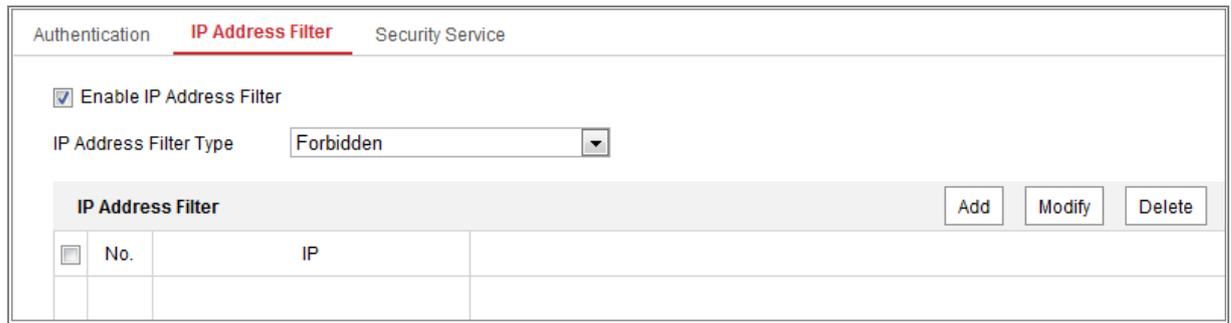 Authentication IP Address Filter Security Service
Enable IP Address Filter
IP Address Filter Type Forbidden
IP Address Filter Add Modify Delete
No. IP